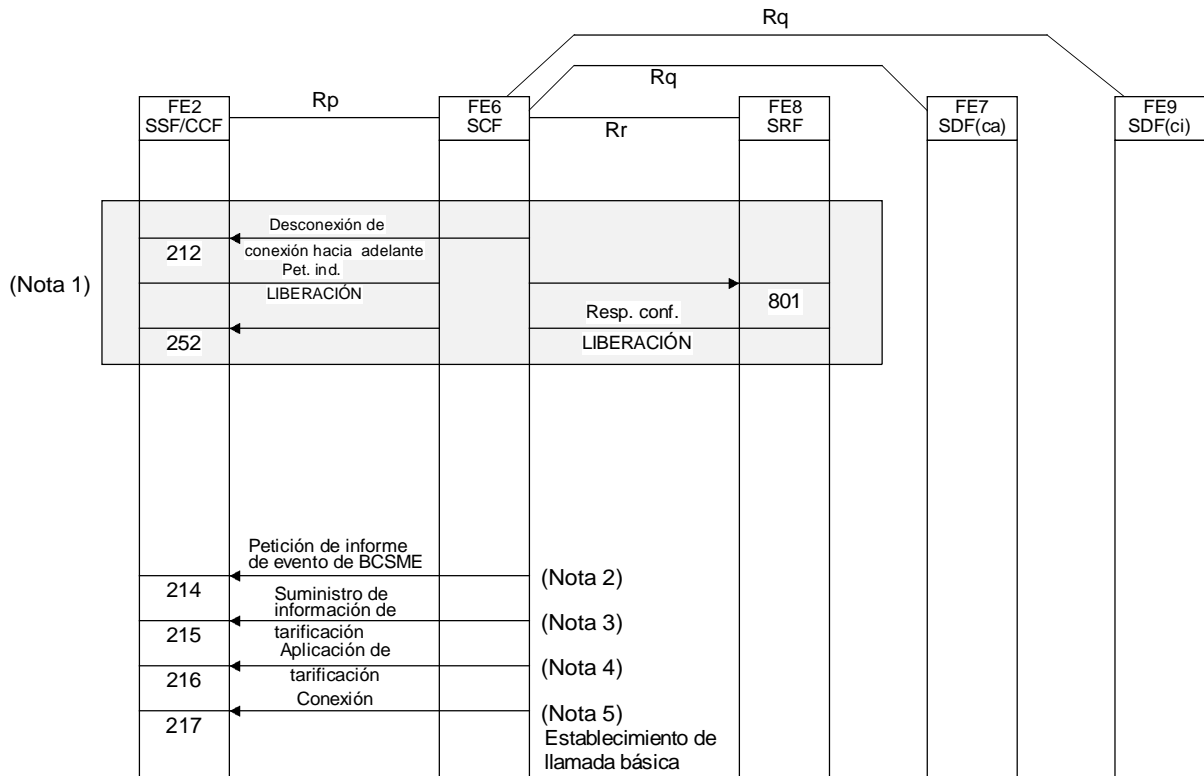 Rq
Rq
Rp
Rr
FE2
SSF/CCF
FE6
SCF
FE8
SRF
FE7
SDF(ca)
FE9
SDF(ci)
(Nota 1)
Desconexión de
212
conexión hacia adelante
Pet. ind.
LIBERACIÓN
801
Resp. conf.
252
LIBERACIÓN
Petición de informe
de evento de BCSME
214
(Nota 2)
Suministro de
información de
215
(Nota 3)
tarificación
Aplicación de
216
(Nota 4)
tarificación
Conexión
217
(Nota 5)
Establecimiento de
llamada básica